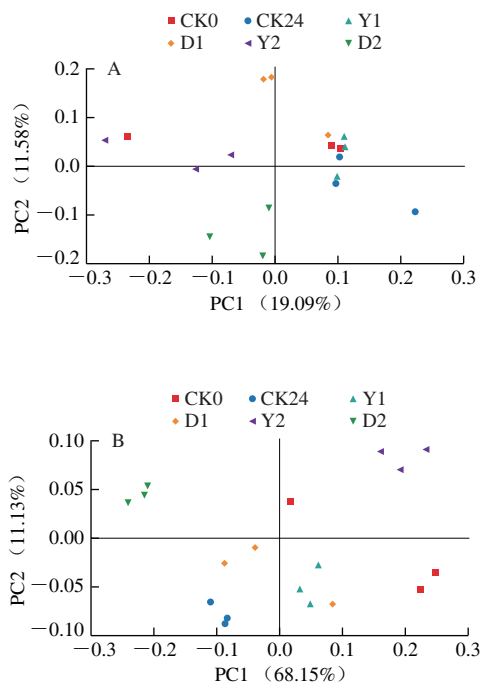 CK0 CK24 Y1
D1 Y2 D2
A
0.2
0.1
0.0
−0.1
−0.2
PC2 （11.58%）
−0.3 −0.2 −0.1 0.0 0.1 0.2 0.3
PC1 （19.09%）
CK0 CK24 Y1
D1 Y2 D2
B
0.10
0.05
0.00
−0.05
−0.10
PC2 （11.13%）
−0.3 −0.2 −0.1 0.0 0.1 0.2 0.3
PC1 （68.15%）